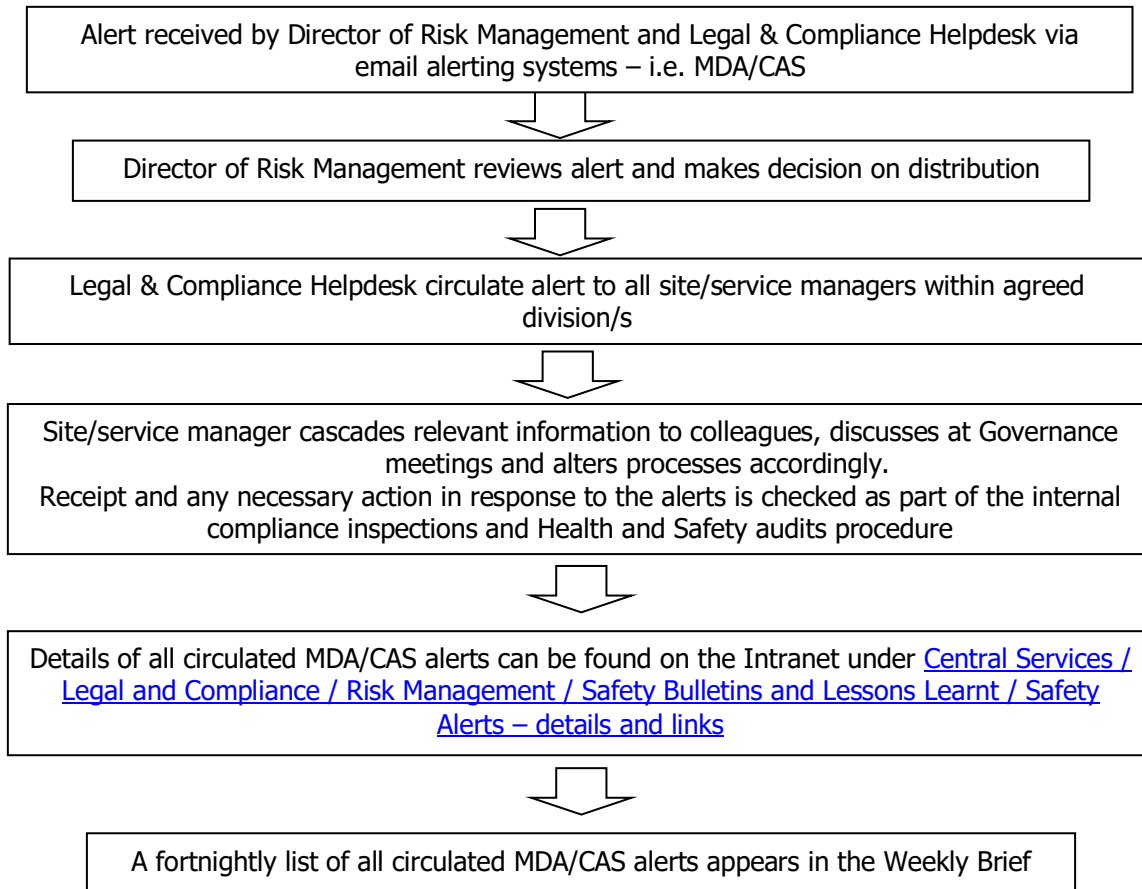 Alert received by Director of Risk Management and Legal & Compliance Helpdesk via
email alerting systems – i.e. MDA/CAS
Director of Risk Management reviews alert and makes decision on distribution
Legal & Compliance Helpdesk circulate alert to all site/service managers within agreed
division/s
Site/service manager cascades relevant information to colleagues, discusses at Governance
meetings and alters processes accordingly.
Receipt and any necessary action in response to the alerts is checked as part of the internal
compliance inspections and Health and Safety audits procedure
Details of all circulated MDA/CAS alerts can be found on the Intranet under Central Services /
Legal and Compliance / Risk Management / Safety Bulletins and Lessons Learnt / Safety
Alerts – details and links
A fortnightly list of all circulated MDA/CAS alerts appears in the Weekly Brief